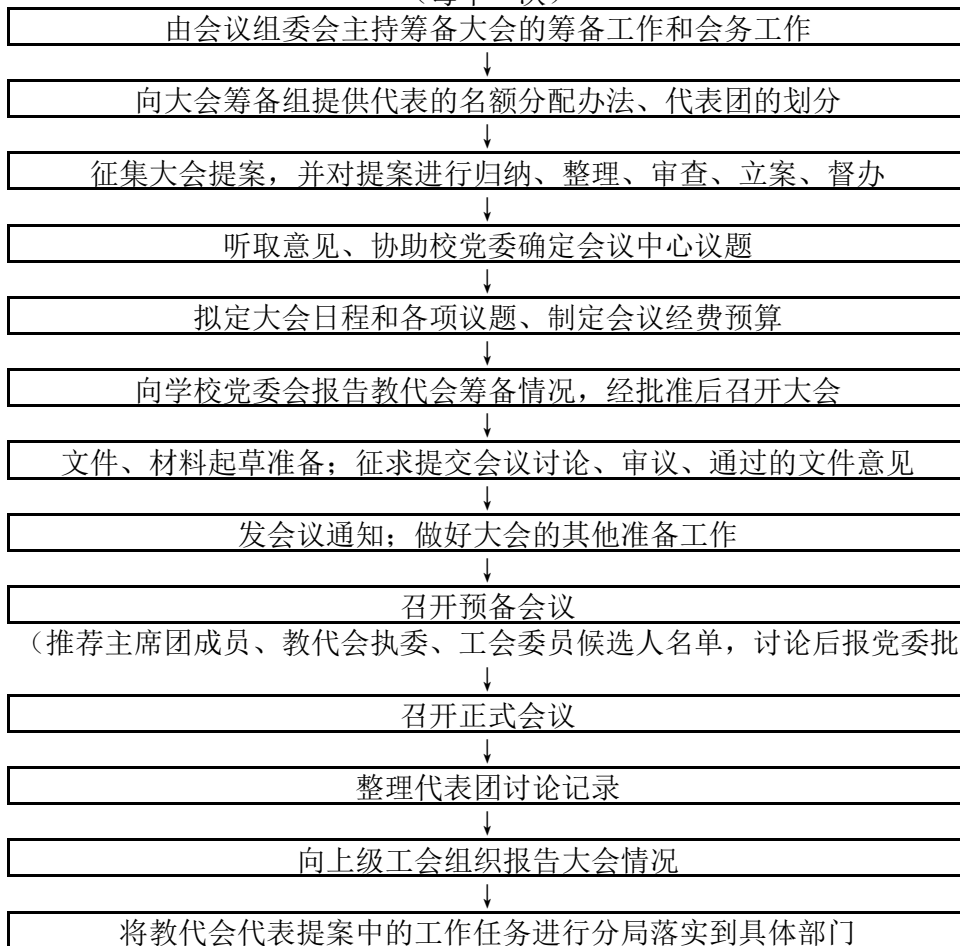 由会议组委会主持筹备大会的筹备工作和会务工作
↓
向大会筹备组提供代表的名额分配办法、代表团的划分
↓
征集大会提案，并对提案进行归纳、整理、审查、立案、督办
↓
听取意见、协助校党委确定会议中心议题
↓
拟定大会日程和各项议题、制定会议经费预算
↓
向学校党委会报告教代会筹备情况，经批准后召开大会
↓
文件、材料起草准备；征求提交会议讨论、审议、通过的文件意见
↓
发会议通知；做好大会的其他准备工作
↓
召开预备会议
（推荐主席团成员、教代会执委、工会委员候选人名单，讨论后报党委批
↓
召开正式会议
↓
整理代表团讨论记录
↓
向上级工会组织报告大会情况
↓
将教代会代表提案中的工作任务进行分局落实到具体部门